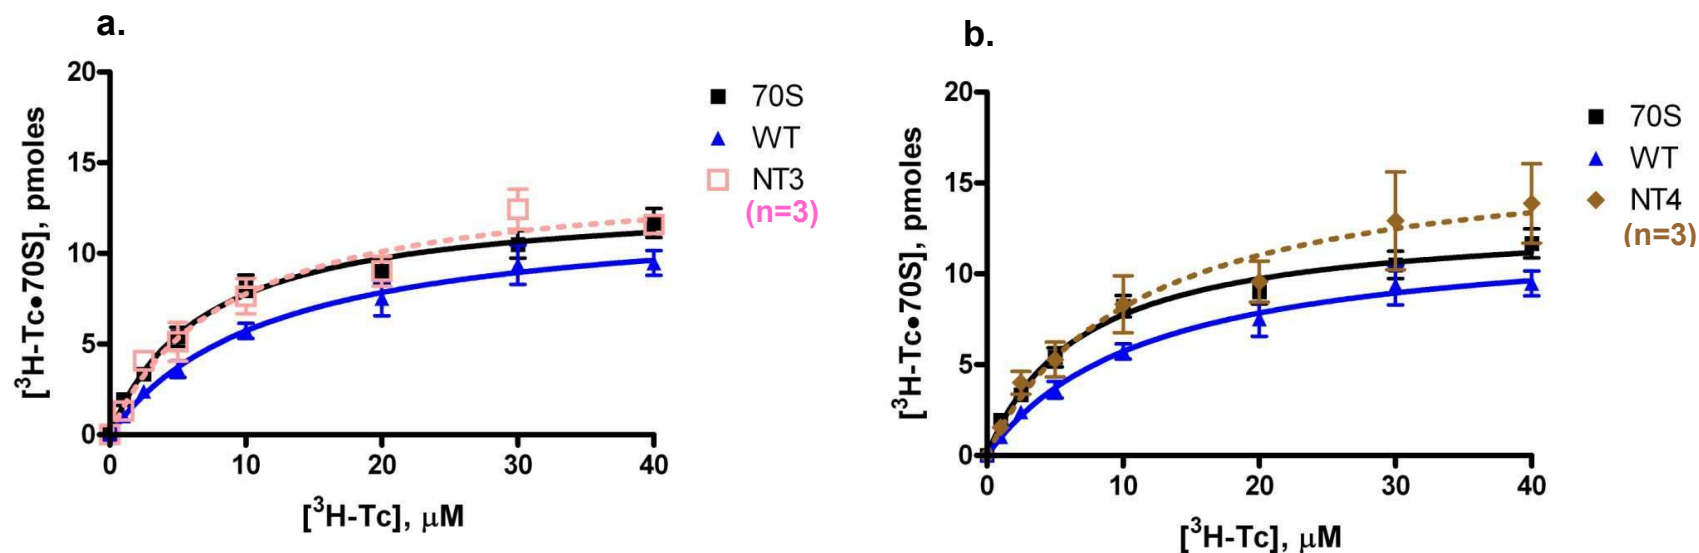 a.
[³H-Tc●70S], pmoles
20
15
10
5
0
0 10 20 30 40
[³H-Tc], μM
70S
WT
NT3
(n=3)
b.
[³H-Tc●70S], pmoles
20
15
10
5
0
0 10 20 30 40
[³H-Tc], μM
70S
WT
NT4
(n=3)